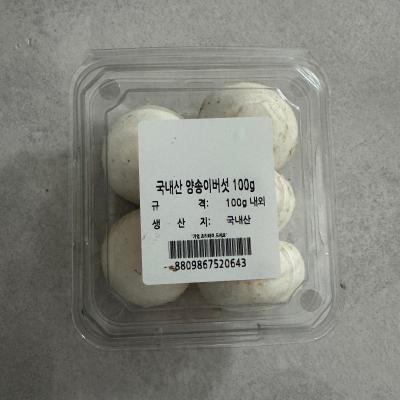 국내산 양송이버섯 100g
규 격: 100g 내외
생 산 지: 국내산
8809867520643